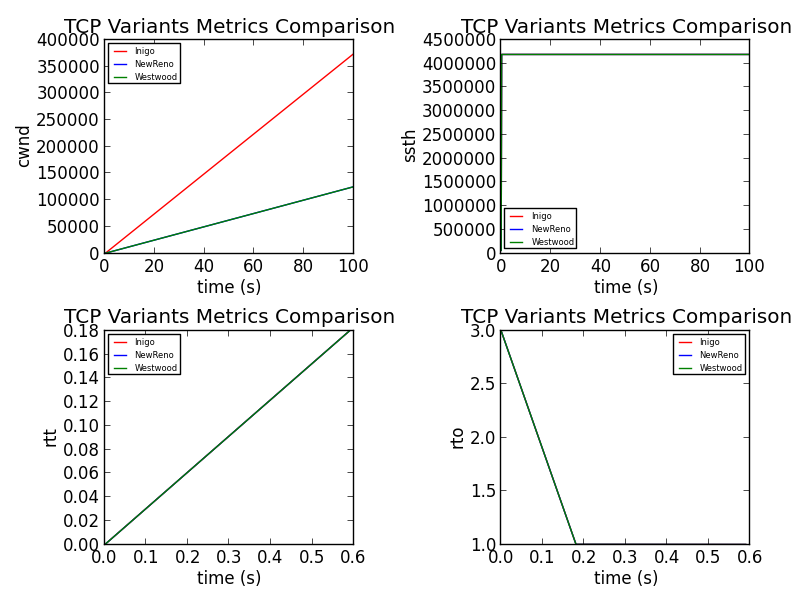 TCP Variants Metrics Comparison
400000
350000
300000
250000
200000
150000
100000
50000
0
cwnd
Inigo
NewReno
Westwood
0 20 40 60 80 100
time (s)
TCP Variants Metrics Comparison
4500000
4000000
3500000
3000000
2500000
2000000
1500000
1000000
500000
0
ssth
Inigo
NewReno
Westwood
0 20 40 60 80 100
time (s)
TCP Variants Metrics Comparison
0.18
0.16
0.14
0.12
0.10
0.08
0.06
0.04
0.02
0.00
rtt
Inigo
NewReno
Westwood
0.0 0.1 0.2 0.3 0.4 0.5 0.6
time (s)
TCP Variants Metrics Comparison
3.0
2.5
2.0
1.5
1.0
rto
Inigo
NewReno
Westwood
0.0 0.1 0.2 0.3 0.4 0.5 0.6
time (s)